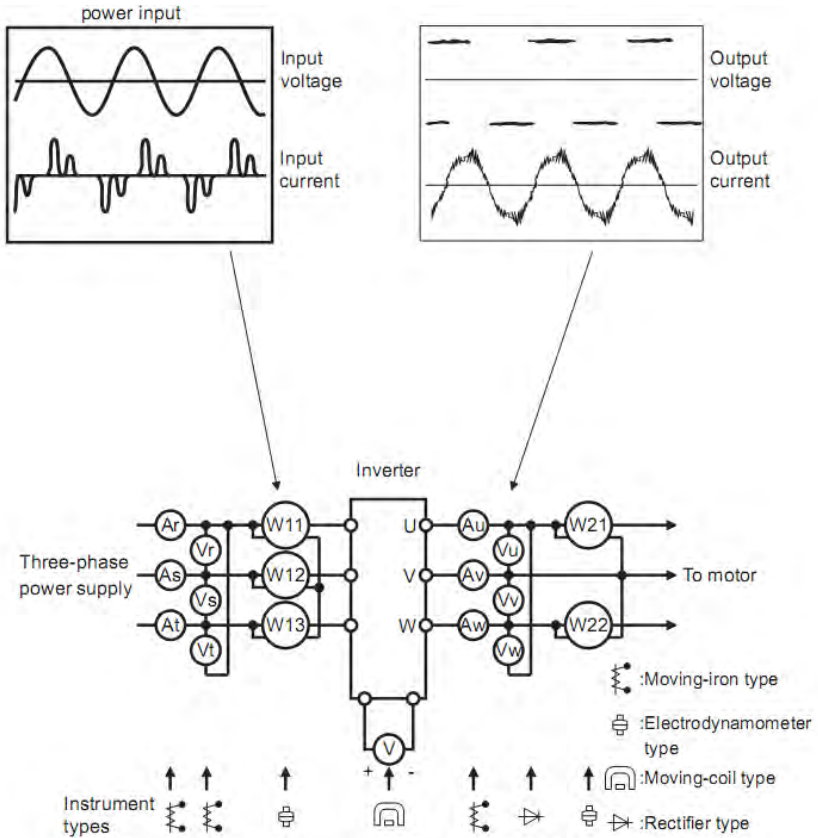 power input
Input
voltage
Input
current
Output
voltage
Output
current
Inverter
Three-phase
power supply
Ar
As
At
Vr
Vs
Vt
W11
W12
W13
U
V
W
Au
Av
Aw
Vu
Vv
Vw
W21
W22
To motor
V
+ -
Instrument
types
:Moving-iron type
:Electrodynamometer
type
:Moving-coil type
:Rectifier type